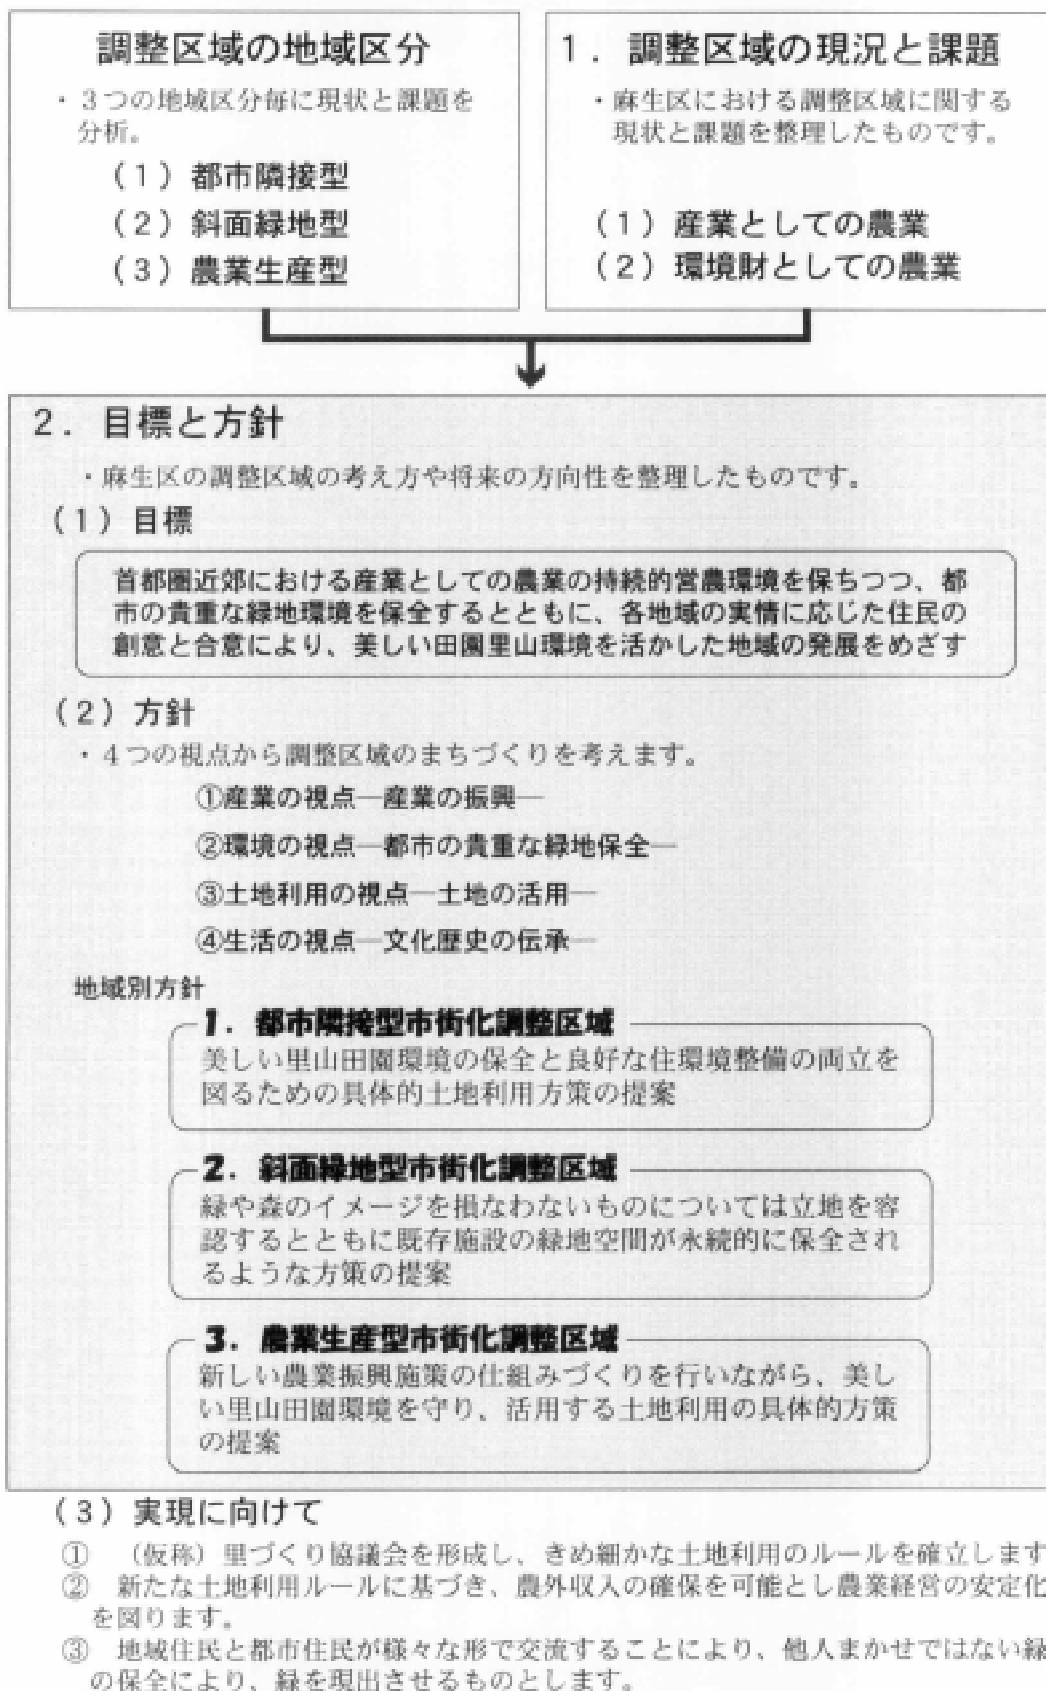 調整区域の地域区分
・３つの地域区分毎に現状と課題を
分析。
（１）都市隣接型
（２）斜面緑地型
（３）農業生産型
１．調整区域の現況と課題
・麻生区における調整区域に関する
現状と課題を整理したものです。
（１）産業としての農業
（２）環境財としての農業
２．目標と方針
・麻生区の調整区域の考え方や将来の方向性を整理したものです。
（１）目標
首都圏近郊における産業としての農業の持続的営農環境を保ちつつ、都
市の貴重な緑地環境を保全するとともに、各地域の実情に応じた住民の
創意と合意により、美しい田園里山環境を活かした地域の発展をめざす
（２）方針
・４つの視点から調整区域のまちづくりを考えます。
①産業の視点―産業の振興―
②環境の視点―都市の貴重な緑地保全―
③土地利用の視点―土地の活用―
④生活の視点―文化歴史の伝承―
地域別方針
１．都市隣接型市街化調整区域
美しい里山田園環境の保全と良好な住環境整備の両立を
図るための具体的土地利用方策の提案
２．斜面緑地型市街化調整区域
緑や森のイメージを損なわないものについては立地を容
認するとともに既存施設の緑地空間が永続的に保全され
るような方策の提案
３．農業生産型市街化調整区域
新しい農業振興施策の仕組みづくりを行いながら、美し
い里山田園環境を守り、活用する土地利用の具体的方策
の提案
（３）実現に向けて
①　（仮称）里づくり協議会を形成し、きめ細かな土地利用のルールを確立します
②　新たな土地利用ルールに基づき、農外収入の確保を可能とし農業経営の安定化
を図ります。
③　地域住民と都市住民が様々な形で交流することにより、他人まかせではない緑
の保全により、緑を現出させるものとします。